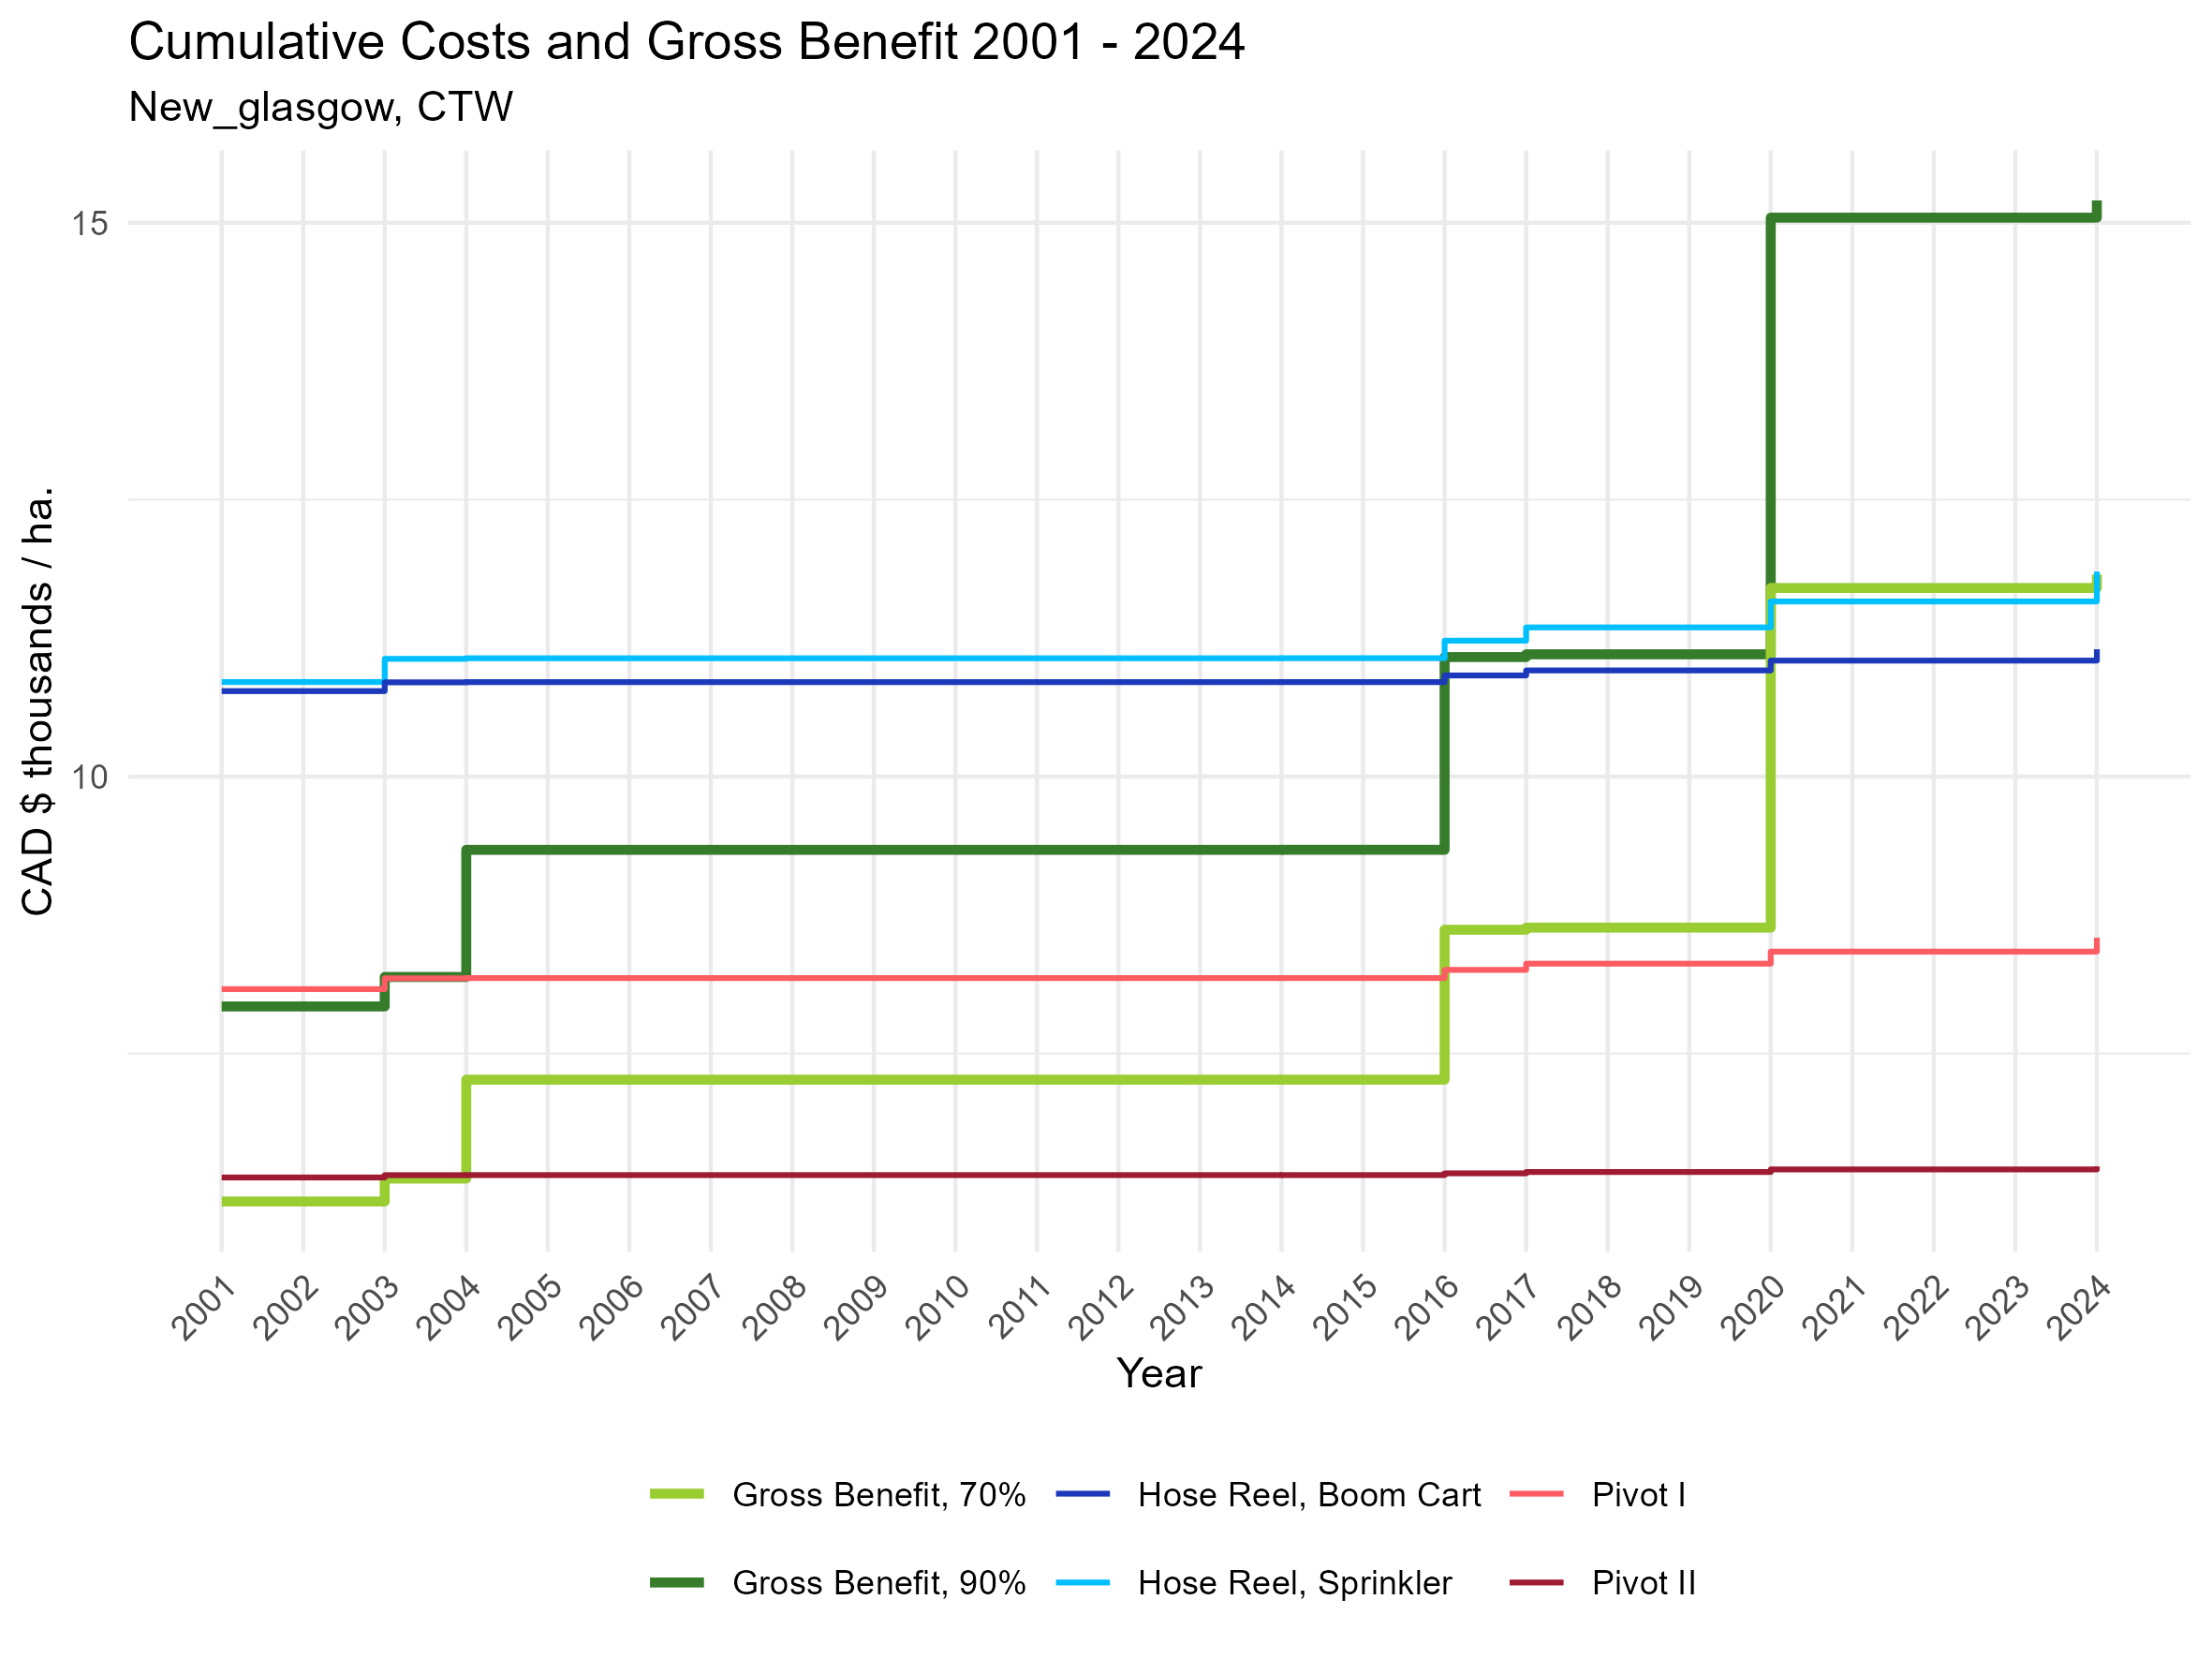 Cumulative Costs and Gross Benefit 2001 - 2024
New_glasgow, CTW
CAD $ thousands / ha.
15
10
2001 2002 2003 2004 2005 2006 2007 2008 2009 2010 2011 2012 2013 2014 2015 2016 2017 2018 2019 2020 2021 2022 2023 2024
Year
Gross Benefit, 70% Hose Reel, Boom Cart Pivot I
Gross Benefit, 90% Hose Reel, Sprinkler Pivot II